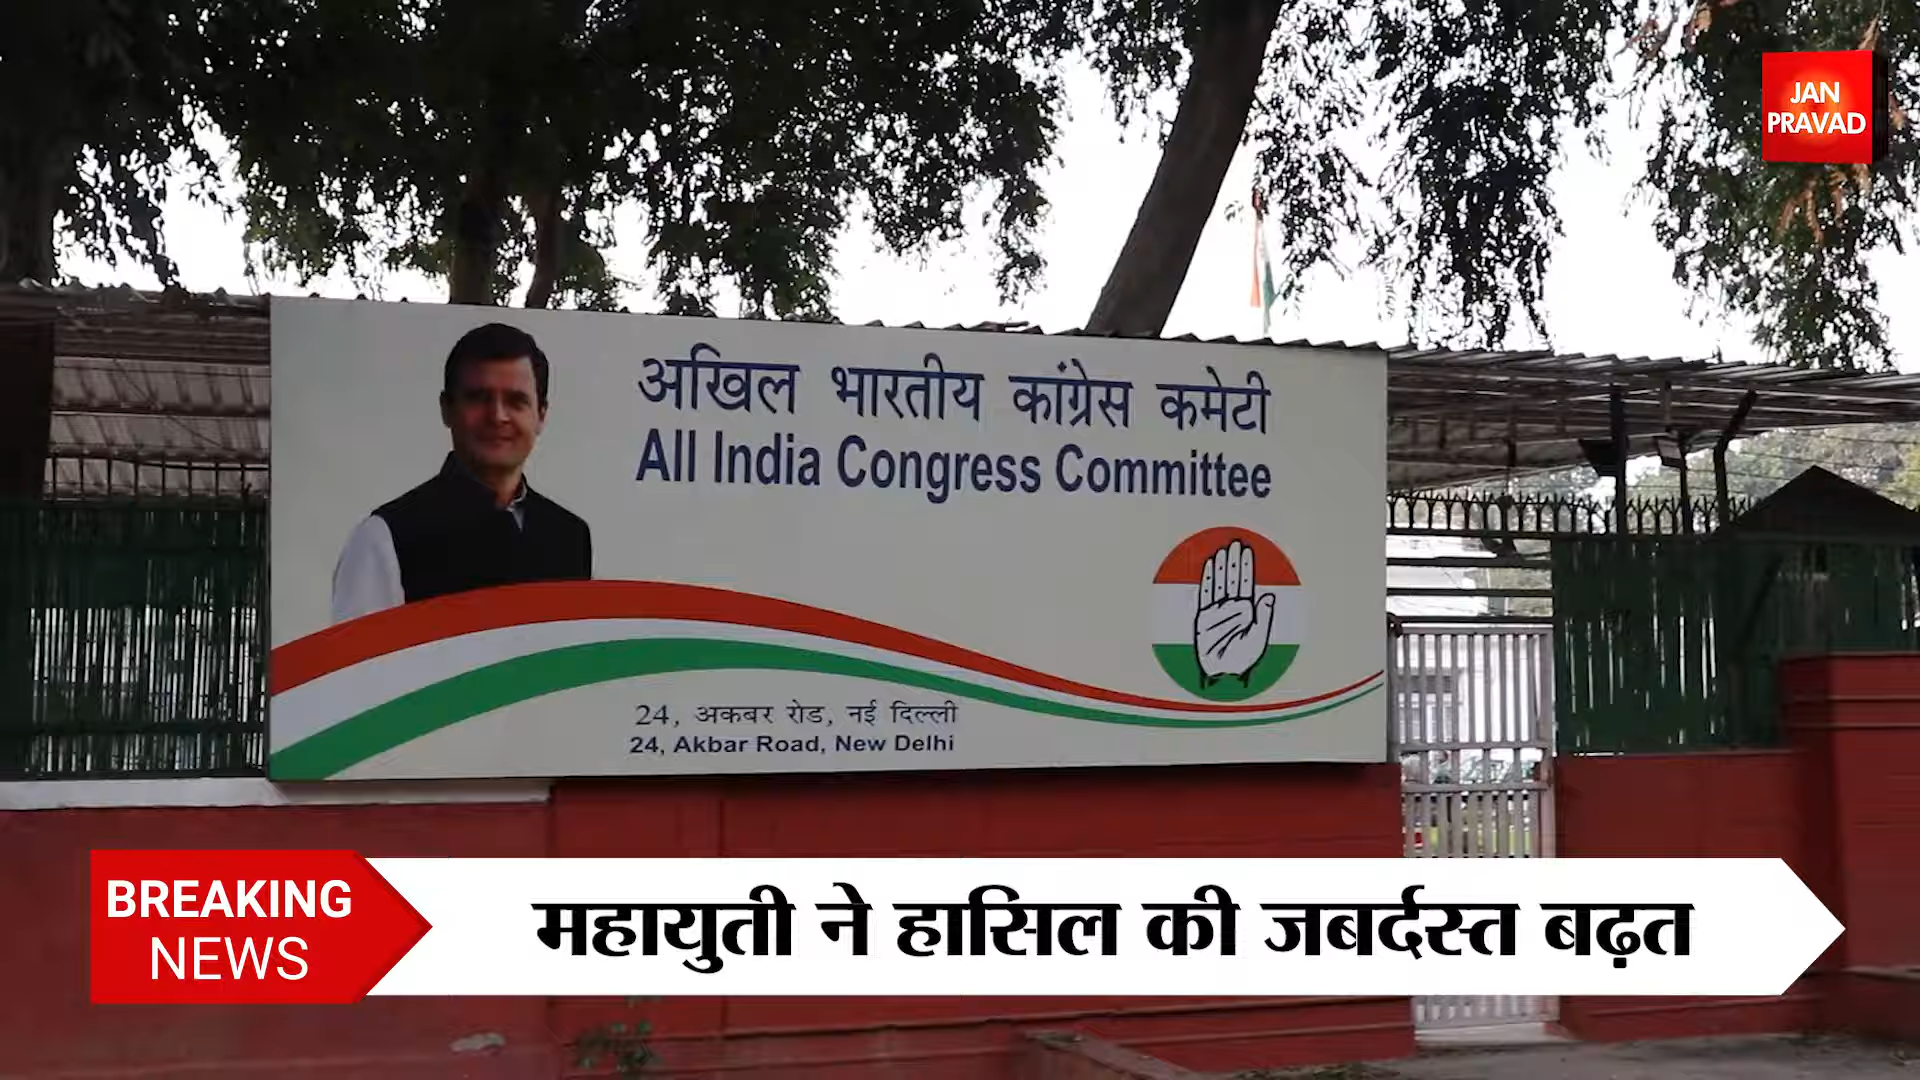 JAN
PRAVAD
अखिल भारतीय कांग्रेस कमेटी
All India Congress Committee
24, अकबर रोड, नई दिल्ली
24, Akbar Road, New Delhi
BREAKING
NEWS
महायुती ने हासिल की जबर्दस्त बढ़त